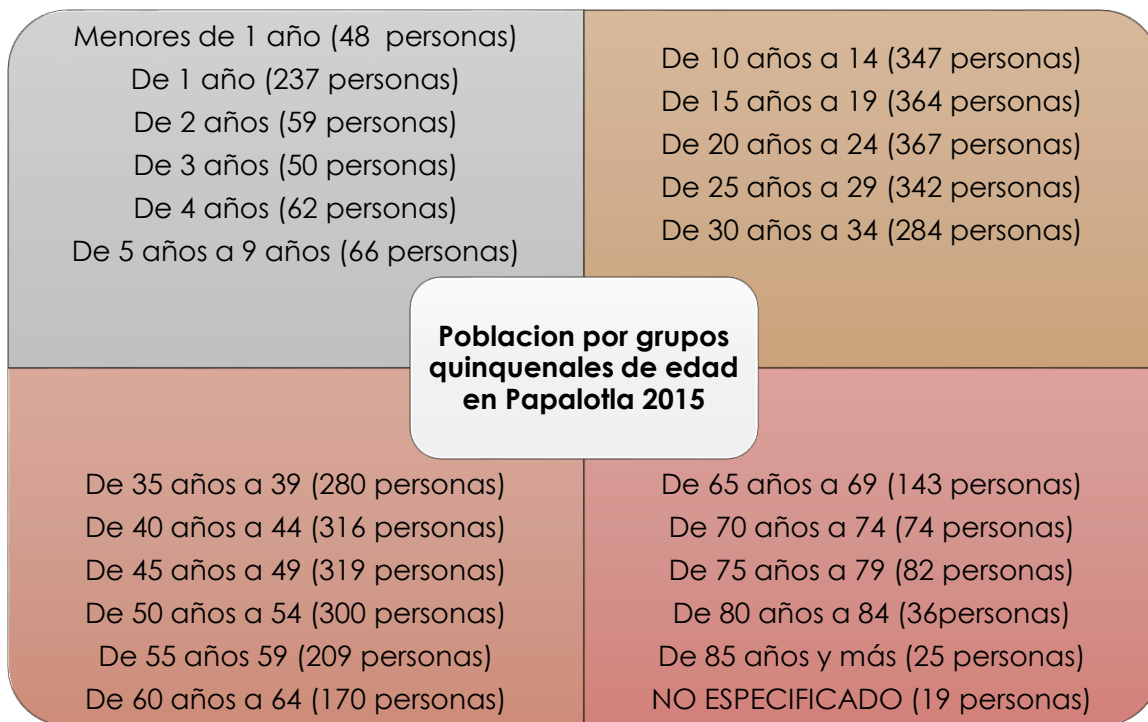 Menores de 1 año (48 personas)
De 1 año (237 personas)
De 2 años (59 personas)
De 3 años (50 personas)
De 4 años (62 personas)
De 5 años a 9 años (66 personas)
De 10 años a 14 (347 personas)
De 15 años a 19 (364 personas)
De 20 años a 24 (367 personas)
De 25 años a 29 (342 personas)
De 30 años a 34 (284 personas)
Poblacion por grupos
quinquenales de edad
en Papalotla 2015
De 35 años a 39 (280 personas)
De 40 años a 44 (316 personas)
De 45 años a 49 (319 personas)
De 50 años a 54 (300 personas)
De 55 años 59 (209 personas)
De 60 años a 64 (170 personas)
De 65 años a 69 (143 personas)
De 70 años a 74 (74 personas)
De 75 años a 79 (82 personas)
De 80 años a 84 (36personas)
De 85 años y más (25 personas)
NO ESPECIFICADO (19 personas)